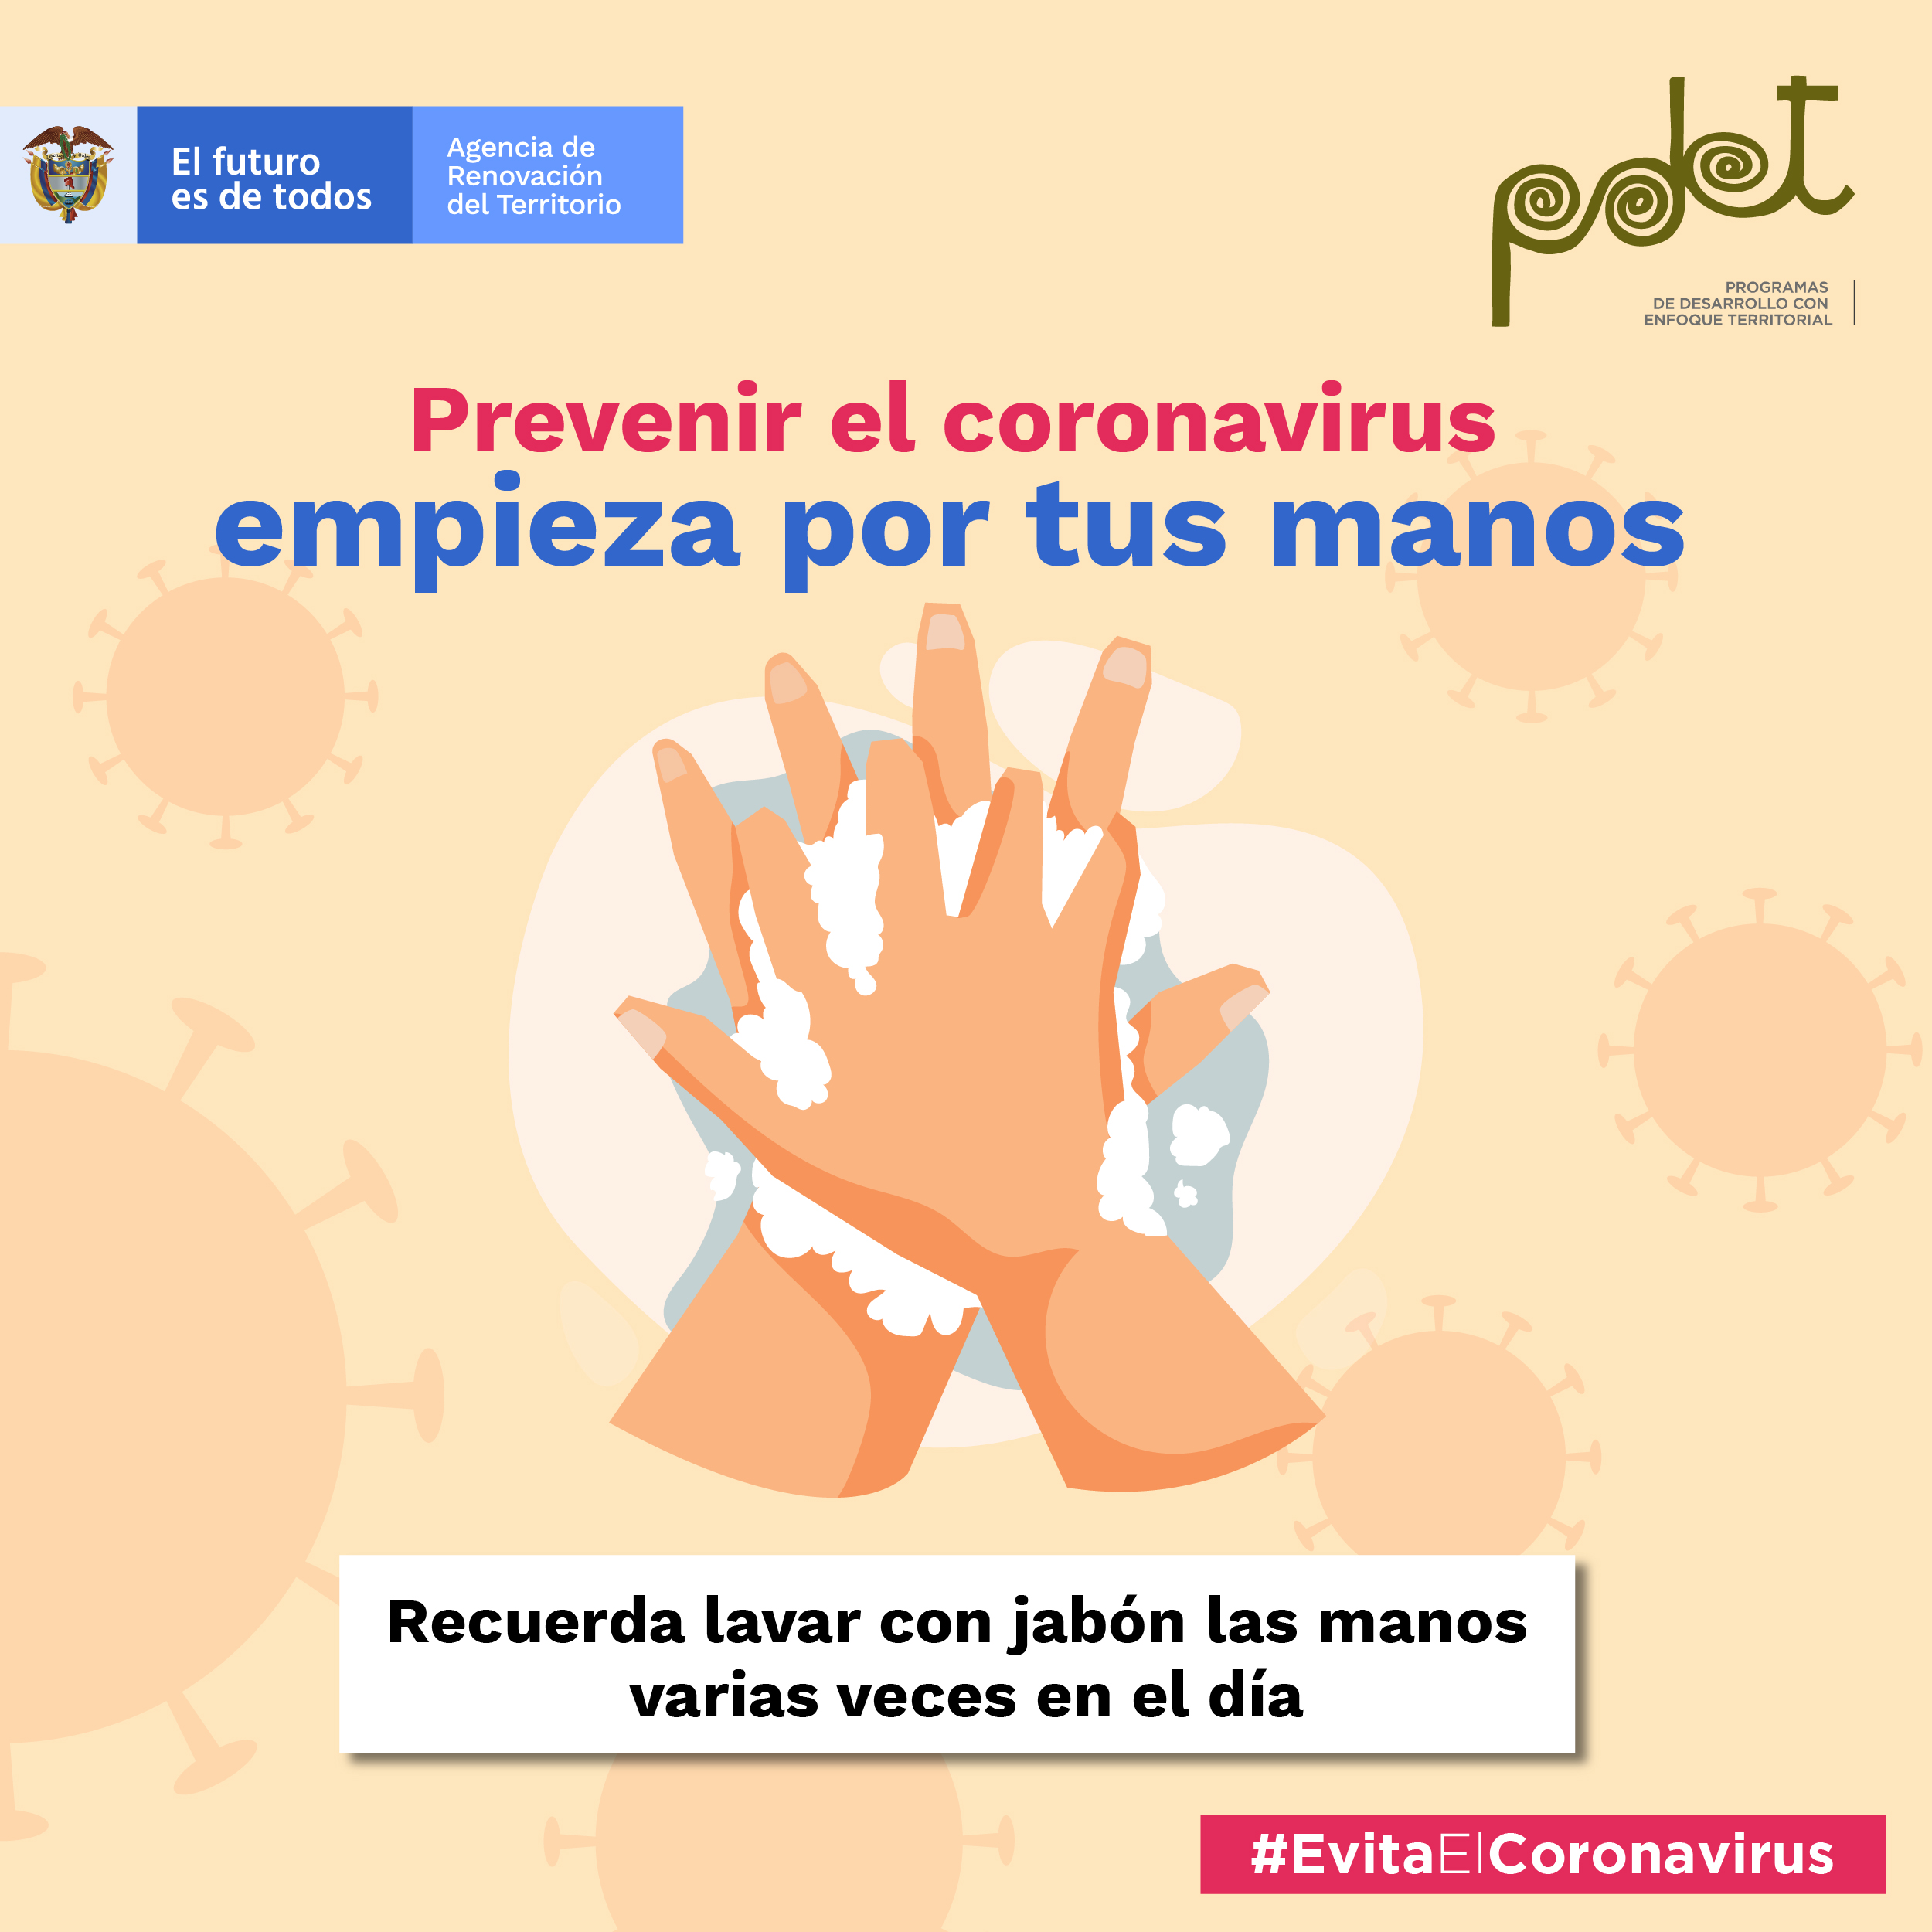 El futuro
es de todos
Agencia de
Renovación
del Territorio
pdet
PROGRAMAS
DE DESARROLLO CON
ENFOQUE TERRITORIAL
Prevenir el coronavirus
empieza por tus manos
Recuerda lavar con jabón las manos
varias veces en el día
#EvitaElCoronavirus